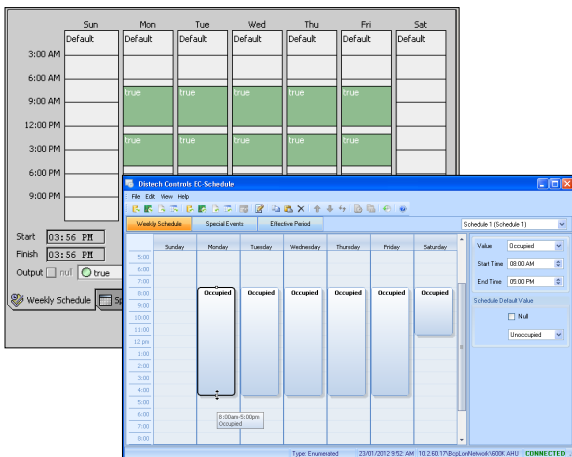 Sun Mon Tue Wed Thu Fri Sat
Default Default Default Default Default Default Default
3:00 AM
6:00 AM
9:00 AM
true true true true true
12:00 PM
3:00 PM
true true true true true
6:00 PM
9:00 PM
Start 03:56 PM
Finish 03:56 PM
Output null true
Weekly Schedule
Distech Controls EC-Schedule
File Edit View Help
Weekly Schedule Special Events Effective Period Schedule 1 (Schedule 1)
Sunday Monday Tuesday Wednesday Thursday Friday Saturday
5:00
6:00
7:00
8:00
9:00
10:00
11:00
12 pm
1:00
2:00
3:00
4:00
5:00
6:00
7:00
8:00
Occupied Occupied Occupied Occupied Occupied Occupied
8:00am-5:00pm
Occupied
Value Occupied
Start Time 08:00 AM
End Time 05:00 PM
Schedule Default Value
Null
Unoccupied
Type: Enumerated 23/01/2012 9:52 AM 10.2.60.17\BcpLonNetwork\600K AHU CONNECTED